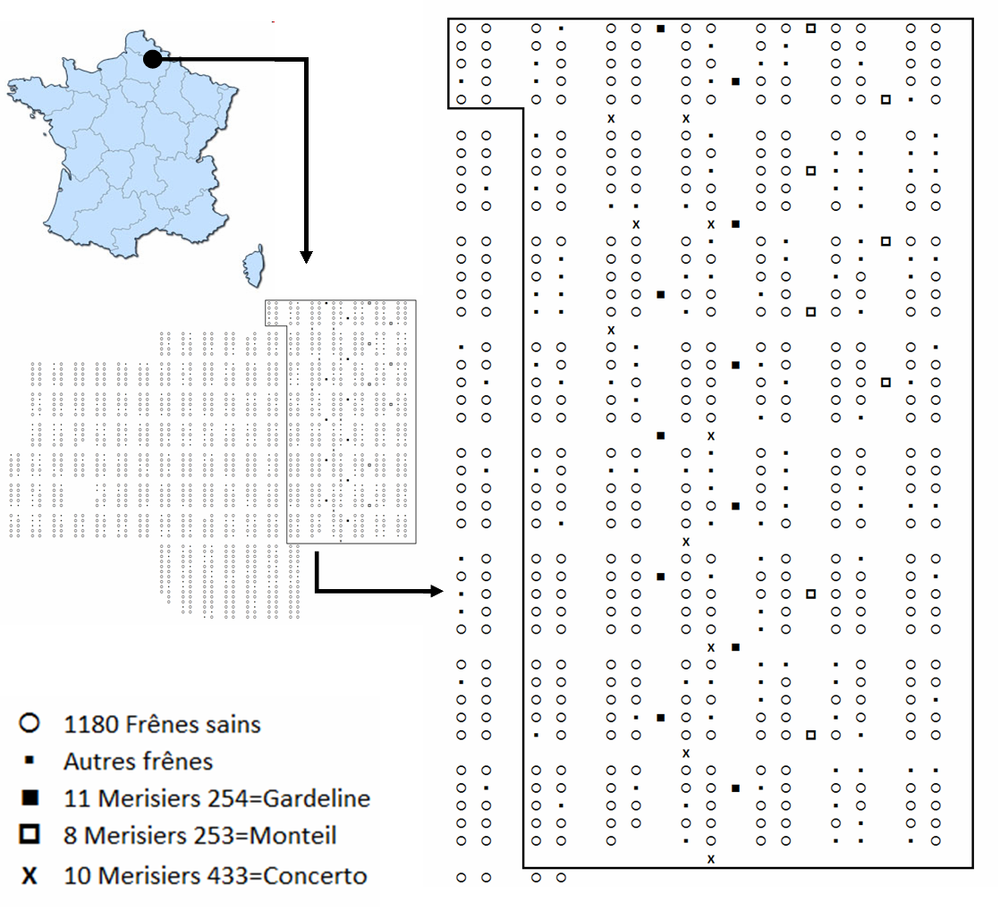 1180 Frênes sains
Autres frênes
11 Merisiers 254=Gardeline
8 Merisiers 253=Monteil
X 10 Merisiers 433=Concerto